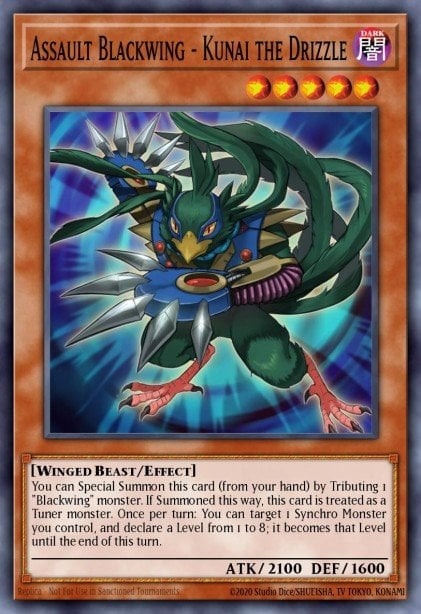 Assault Blackwing - Kunai the Drizzle
DARK
闇
[Winged Beast/Effect]
You can Special Summon this card (from your hand) by Tributing 1
"Blackwing" monster. If Summoned this way, this card is treated as a
Tuner monster. Once per turn: You can target 1 Synchro Monster
you control, and declare a Level from 1 to 8; it becomes that Level
until the end of this turn.
ATK/2100 DEF/1600
Replica - Not For Use in Sanctioned Tournaments
©2020 Studio Dice/SHUEISHA, TV TOKYO, KONAMI